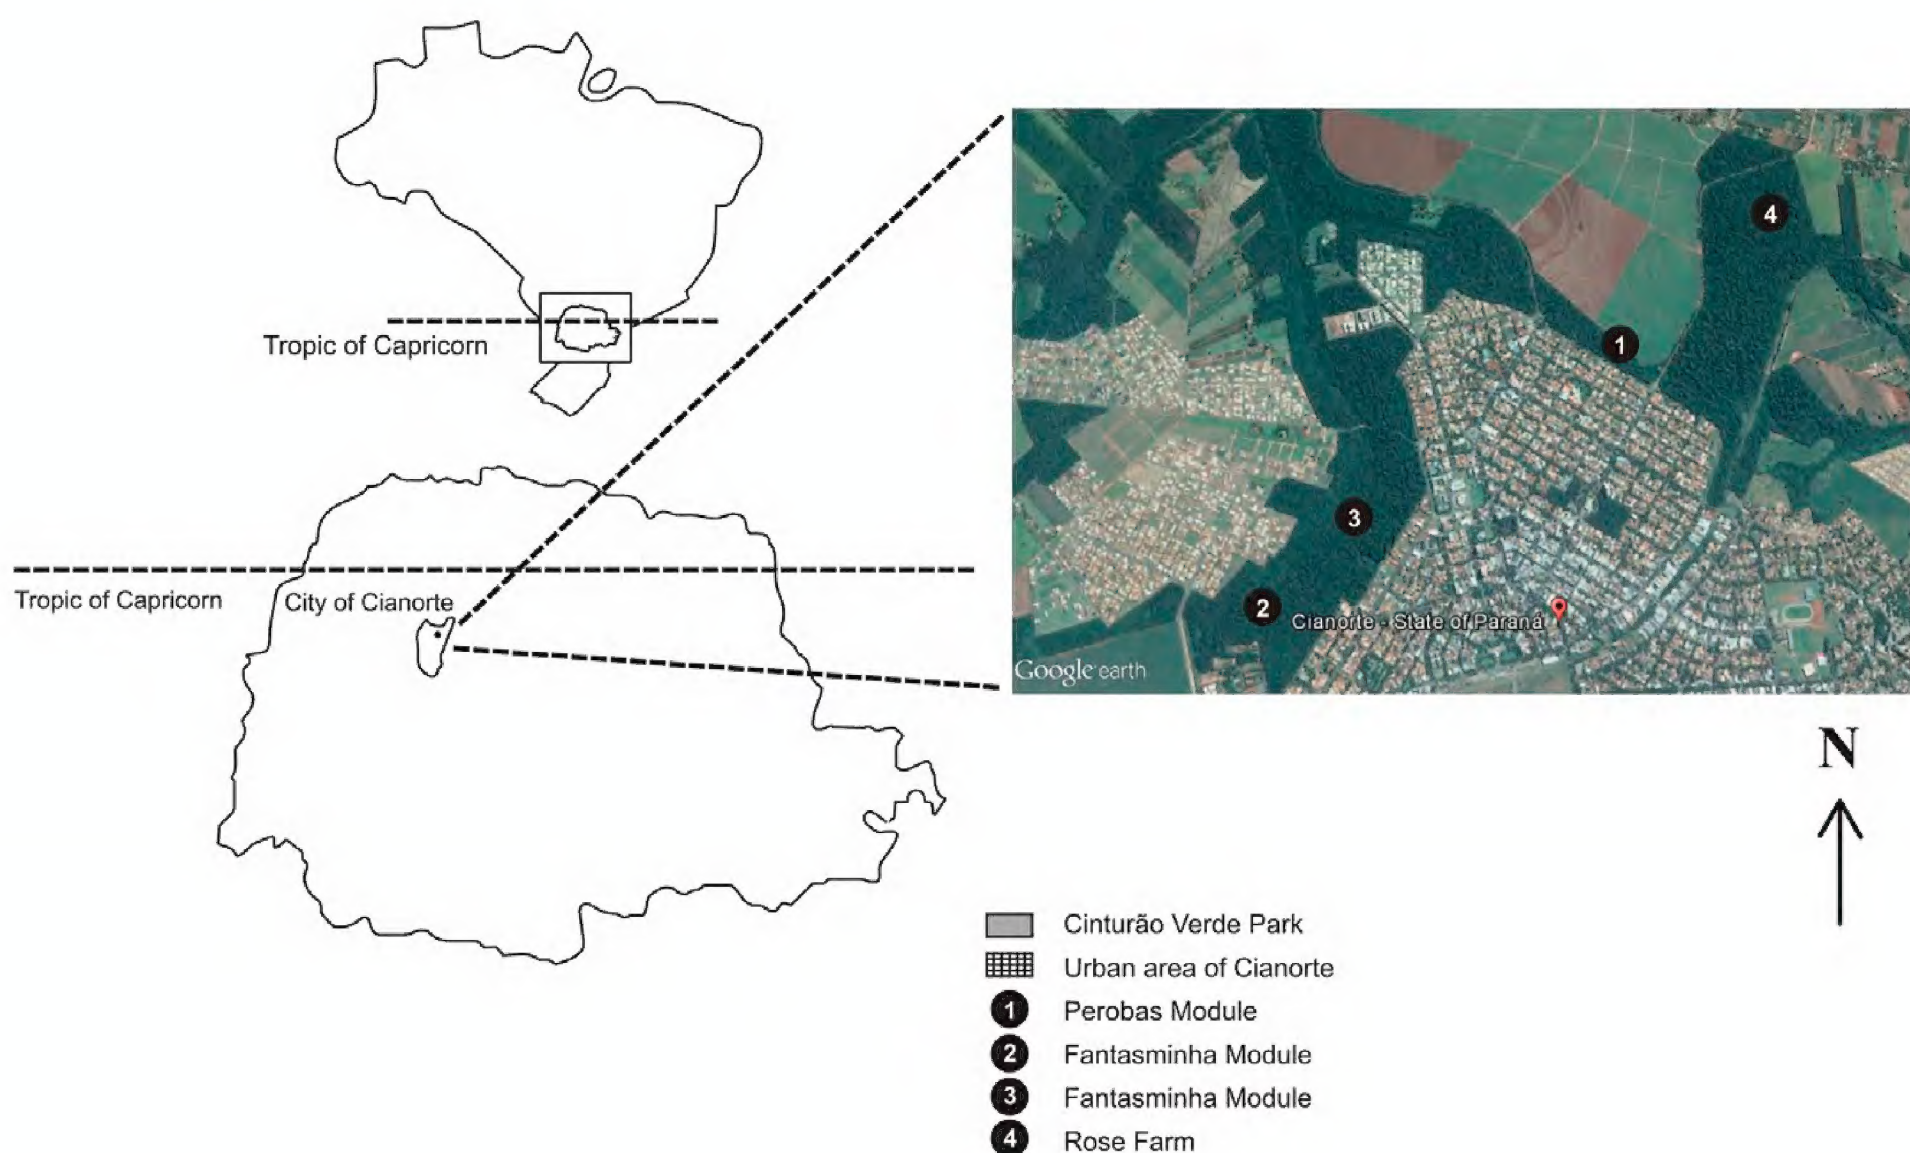 Tropic of Capricorn
Tropic of Capricorn
City of Cianorte
1
2
3
4
Cianorte - State of Paraná
Google earth
N
Cinturão Verde Park
Urban area of Cianorte
1 Perobas Module
2 Fantasminha Module
3 Fantasminha Module
4 Rose Farm